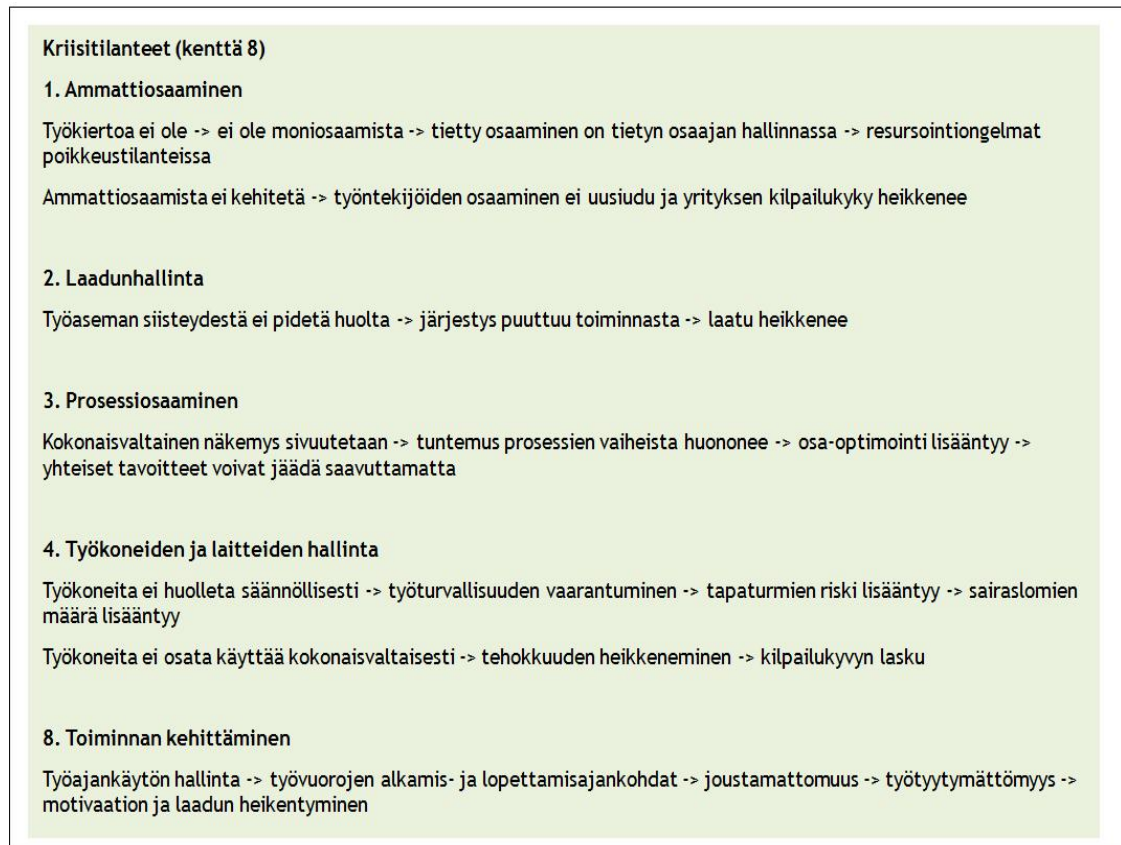 Kriisitilanteet (kenttä 8)
1. Ammattiosaaminen
Työkiertoa ei ole -> ei ole moniosaamista -> tietty osaaminen on tietyn osaajan hallinnassa -> resursointiongelmat
poikkeustilanteissa
Ammattiosaamista ei kehitetä -> työntekijöiden osaaminen ei uusiudu ja yrityksen kilpailukyky heikkenee
2. Laadunhallinta
Työaseman siisteydestä ei pidetä huolta -> järjestys puuttuu toiminnasta -> laatu heikkenee
3. Prosessiosaaminen
Kokonaisvaltainen näkemys sivuutetaan -> tuntemus prosessien vaiheista huononee -> osa-optimointi lisääntyy ->
yhteiset tavoitteet voivat jäädä saavuttamatta
4. Työkoneiden ja laitteiden hallinta
Työkoneita ei huolleta säännöllisesti -> työturvallisuuden vaarantuminen -> tapaturmien riski lisääntyy -> sairaslomien
määrä lisääntyy
Työkoneita ei osata käyttää kokonaisvaltaisesti -> tehokkuuden heikkeneminen -> kilpailukyvyn lasku
8. Toiminnan kehittäminen
Työajankäytön hallinta -> työvuorojen alkamis- ja lopettamisajankohdat -> joustamattomuus -> työtyytymättömyys ->
motivaation ja laadun heikentyminen